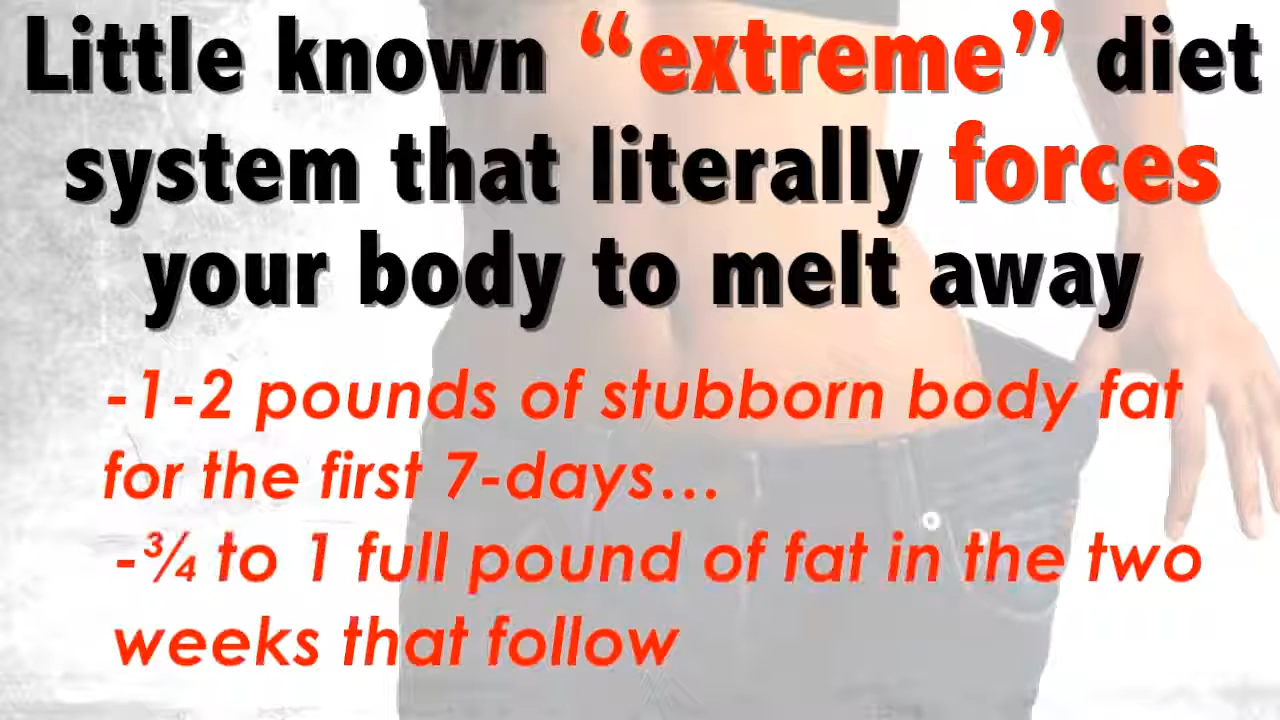 Little known “extreme” diet
system that literally forces
your body to melt away
-1-2 pounds of stubborn body fat
for the first 7-days...
-¾ to 1 full pound of fat in the two
weeks that follow